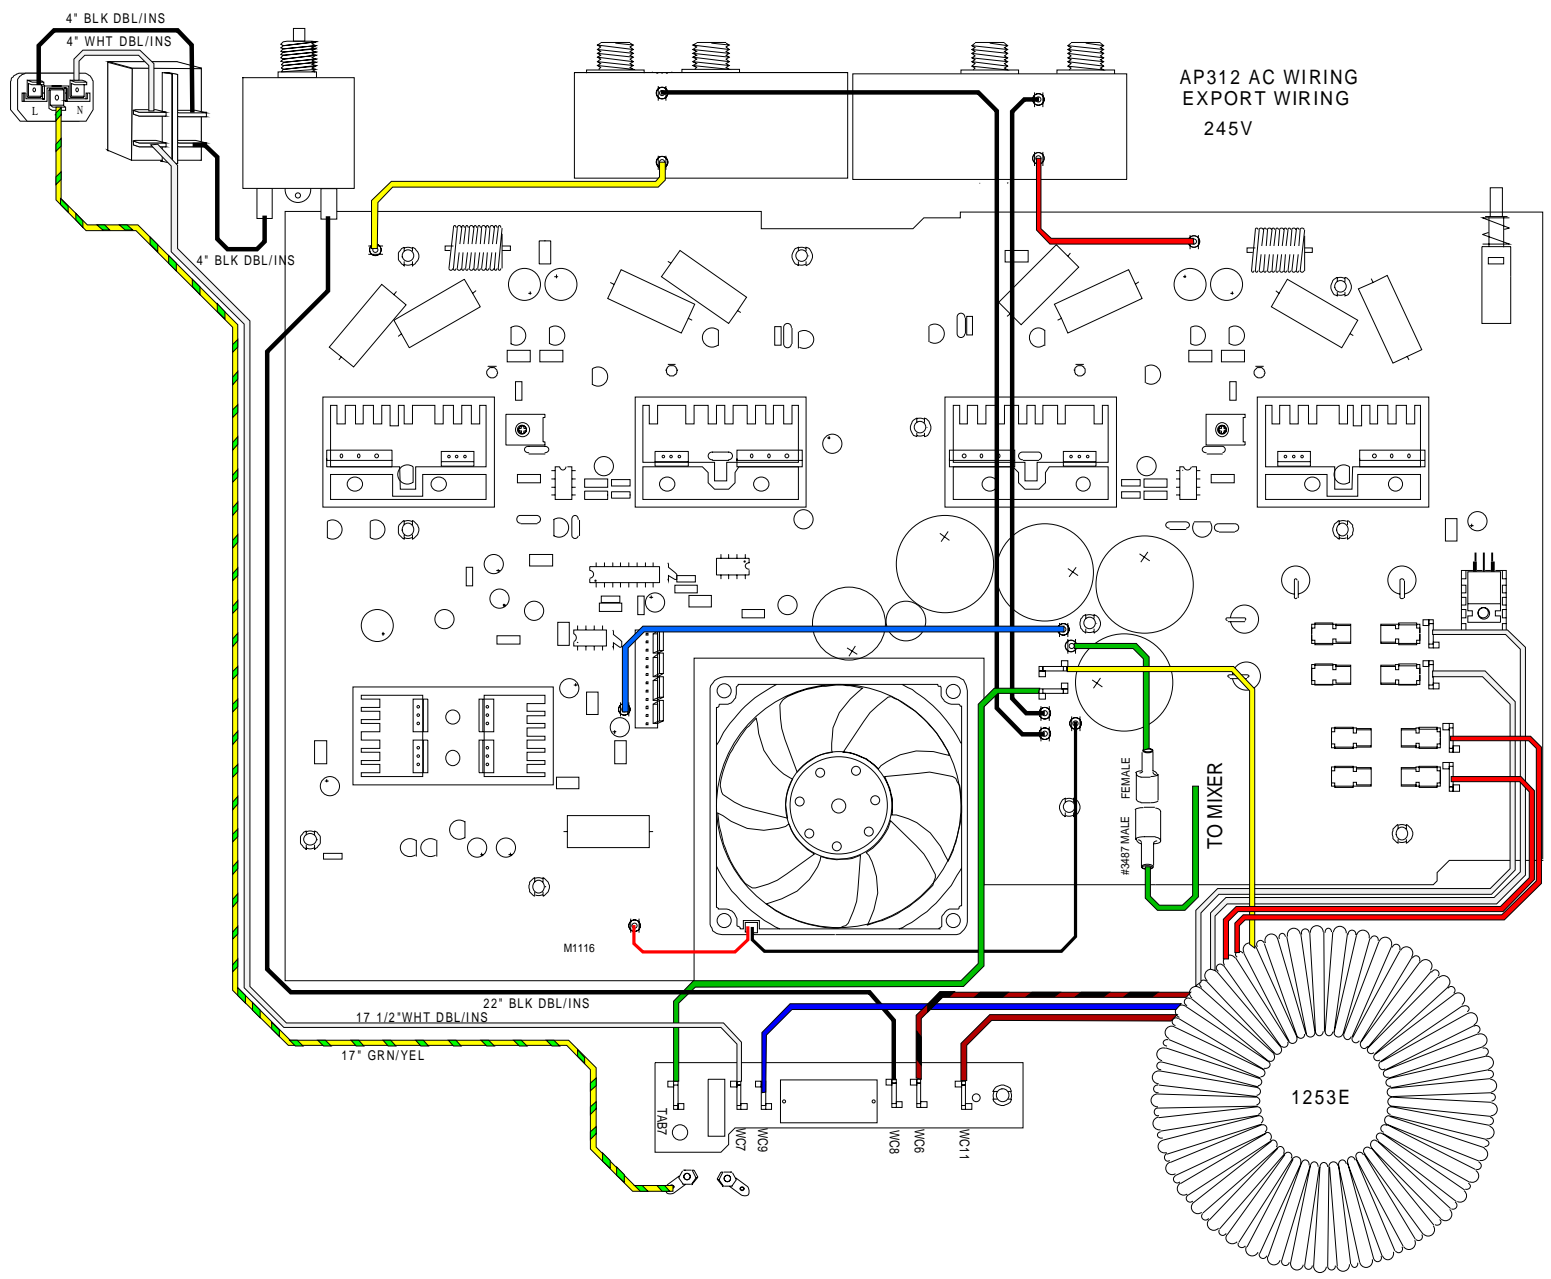 4" BLK DBL/INS
4" WHT DBL/INS
L
N
AP312 AC WIRING
EXPORT WIRING
245V
4" BLK DBL/INS
FEMALE
#3487 MALE
TO MIXER
M1116
22" BLK DBL/INS
17 1/2"WHT DBL/INS
17" GRN/YEL
1253E
TAB7
WC7
WC9
WC8
WC6
WC11